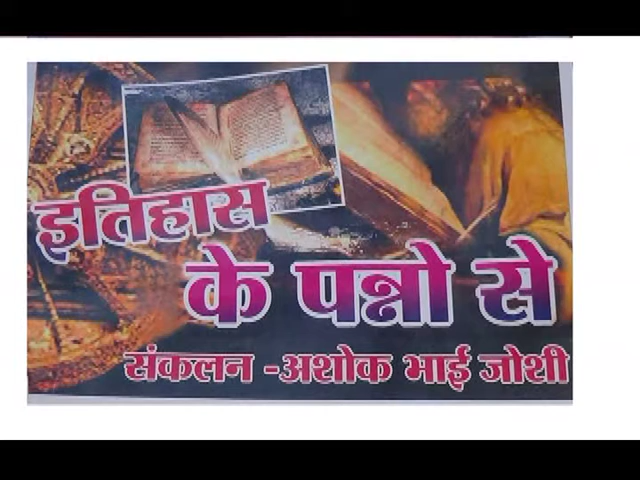 इतिहास
के पन्नो से
संकलन -अशोक भाई जोशी